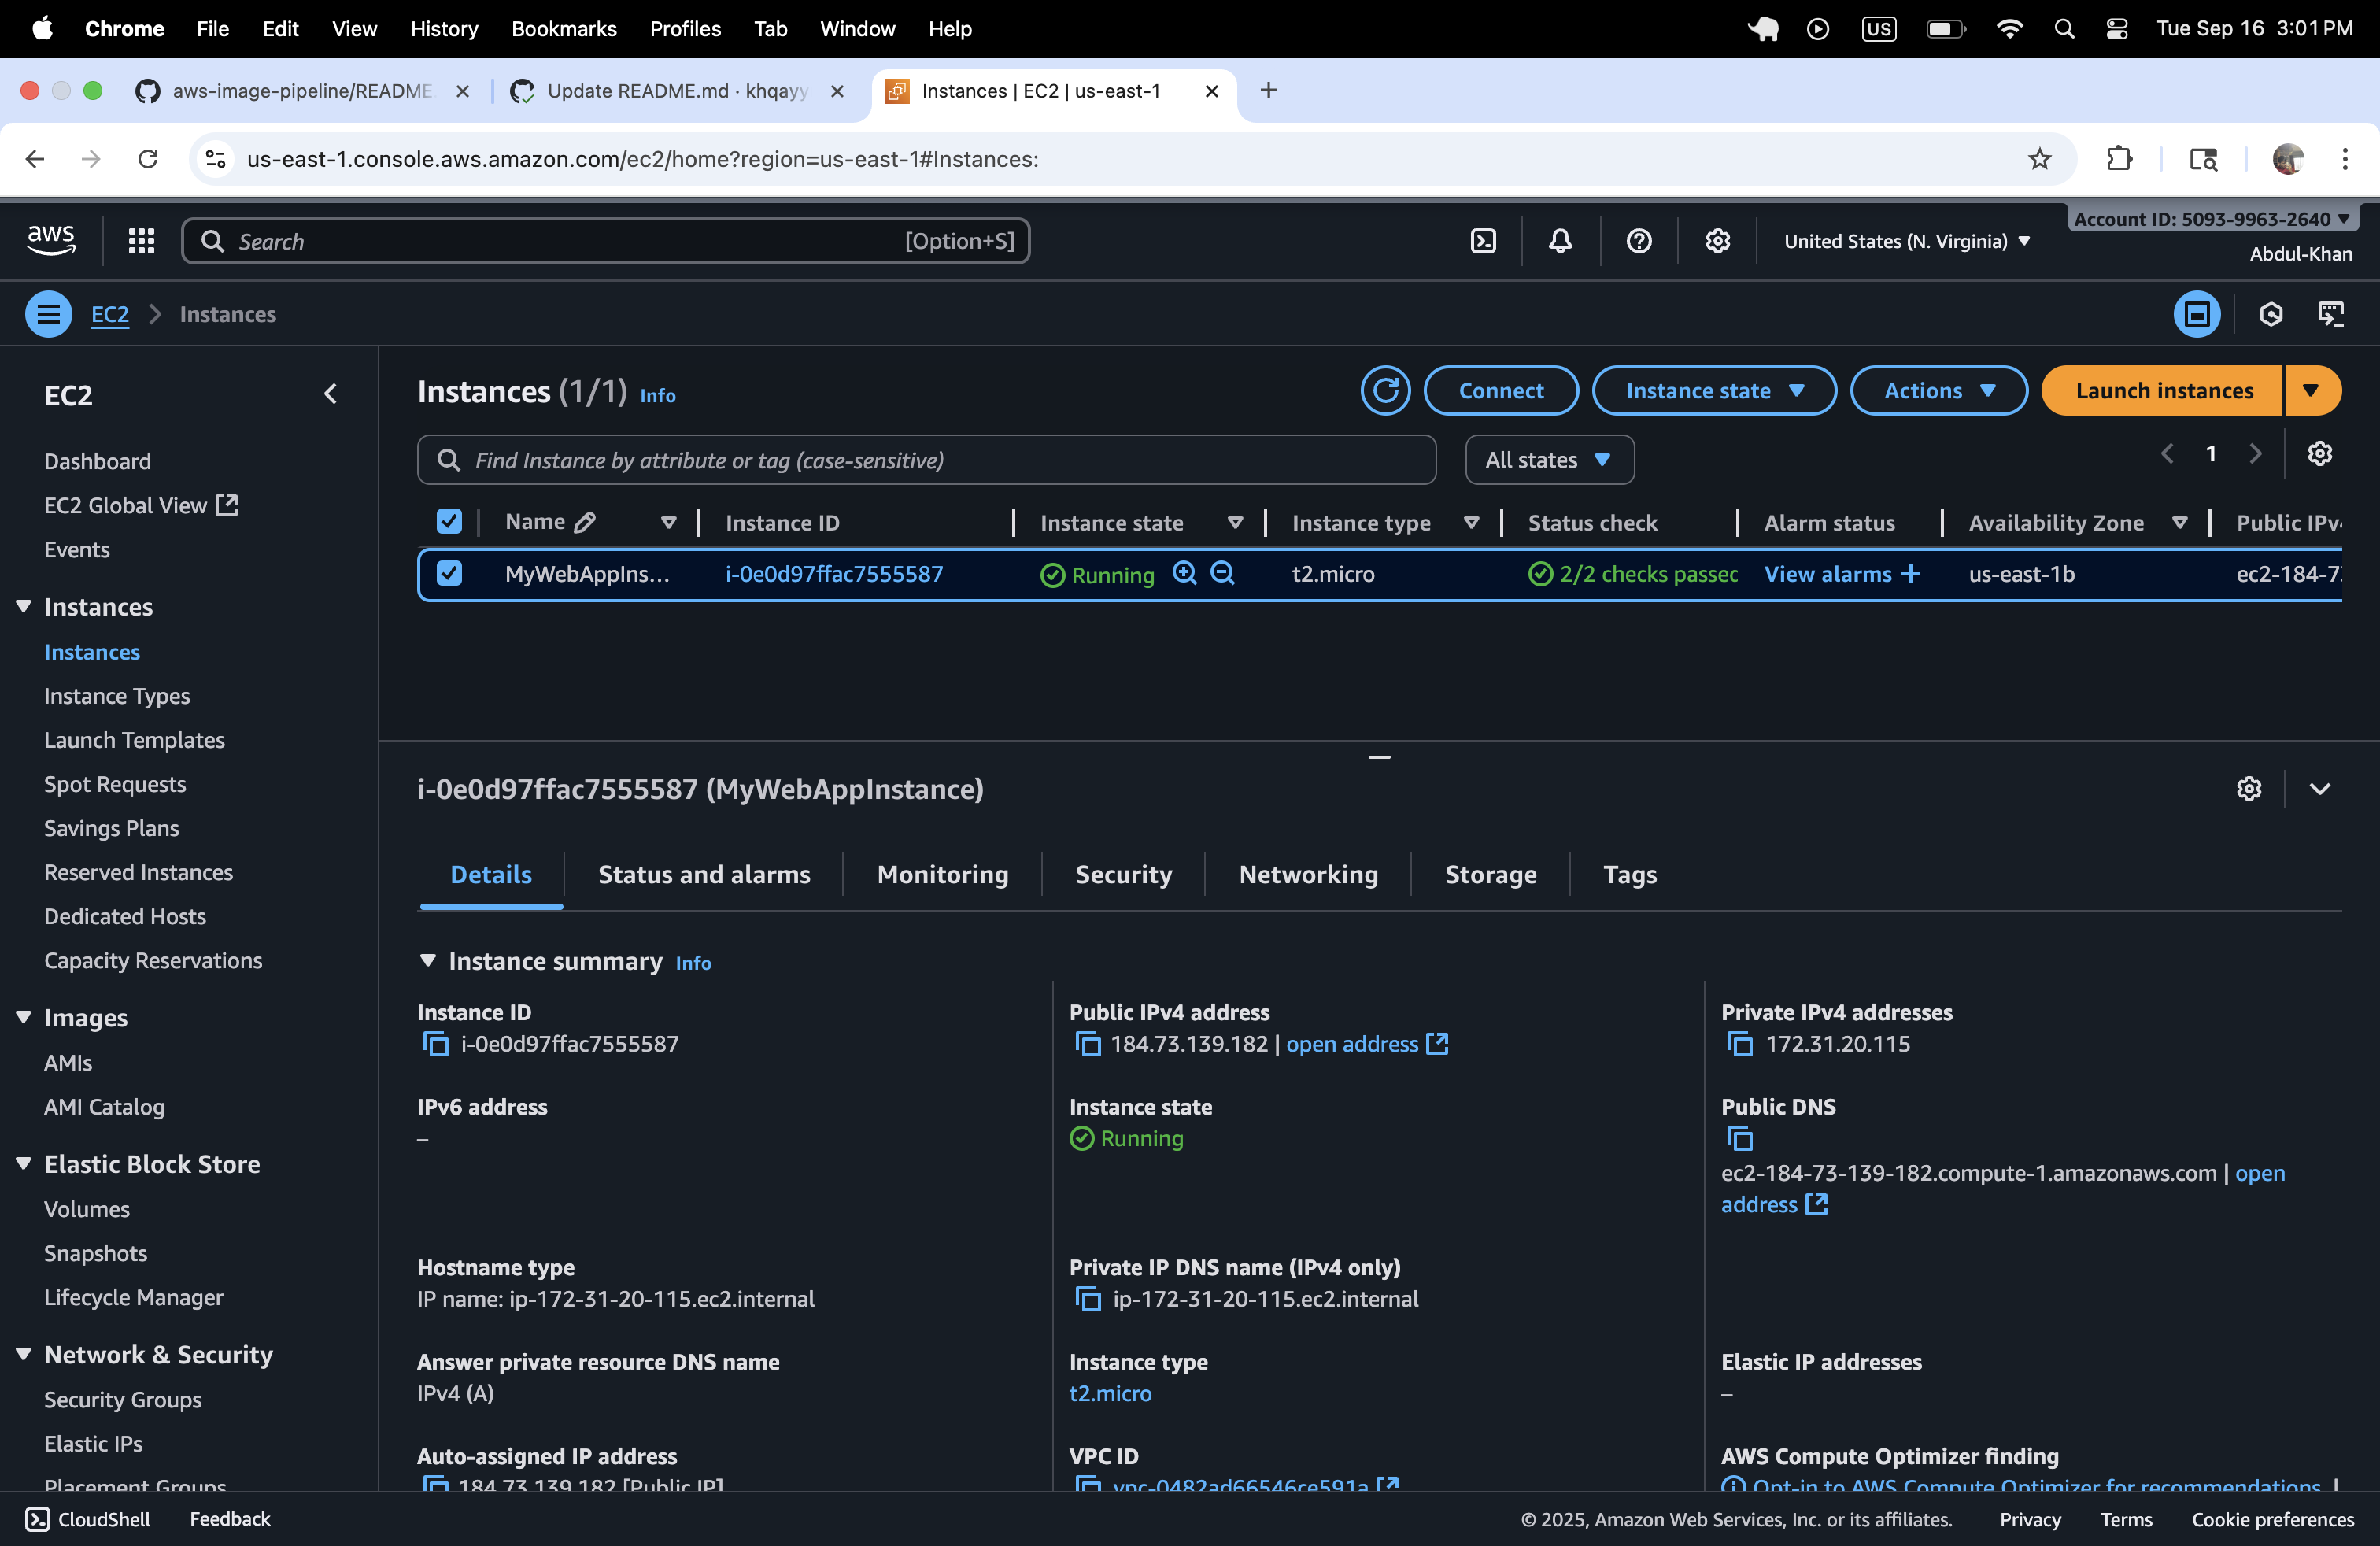 Chrome File Edit View History Bookmarks Profiles Tab Window Help US Tue Sep 16 3:01 PM
aws-image-pipeline/README Update README.md · khqayy Instances | EC2 | us-east-1
us-east-1.console.aws.amazon.com/ec2/home?region=us-east-1#Instances:
aws Search [Option+S] United States (N. Virginia) Account ID: 5093-9963-2640
Abdul-Khan
EC2 Instances
EC2
Dashboard
EC2 Global View
Events
Instances
Instances
Instance Types
Launch Templates
Spot Requests
Savings Plans
Reserved Instances
Dedicated Hosts
Capacity Reservations
Images
AMIs
AMI Catalog
Elastic Block Store
Volumes
Snapshots
Lifecycle Manager
Network & Security
Security Groups
Elastic IPs
Placement Groups
Instances (1/1) Info Connect Instance state Actions Launch instances
Find Instance by attribute or tag (case-sensitive) All states 1
Name Instance ID Instance state Instance type Status check Alarm status Availability Zone Public IPv4
MyWebAppIns... i-0e0d97ffac7555587 Running t2.micro 2/2 checks passed View alarms + us-east-1b ec2-184-7
i-0e0d97ffac7555587 (MyWebAppInstance)
Details Status and alarms Monitoring Security Networking Storage Tags
Instance summary Info
Instance ID
i-0e0d97ffac7555587
Public IPv4 address
184.73.139.182 | open address
Private IPv4 addresses
172.31.20.115
IPv6 address
–
Instance state
Running
Public DNS
ec2-184-73-139-182.compute-1.amazonaws.com | open
address
Hostname type
IP name: ip-172-31-20-115.ec2.internal
Private IP DNS name (IPv4 only)
ip-172-31-20-115.ec2.internal
Answer private resource DNS name
IPv4 (A)
Instance type
t2.micro
Elastic IP addresses
–
Auto-assigned IP address
184.73.139.182 [Public IP]
VPC ID
vpc-0482ad66546ce591a
AWS Compute Optimizer finding
Opt-in to AWS Compute Optimizer for recommendations. |
CloudShell Feedback © 2025, Amazon Web Services, Inc. or its affiliates. Privacy Terms Cookie preferences